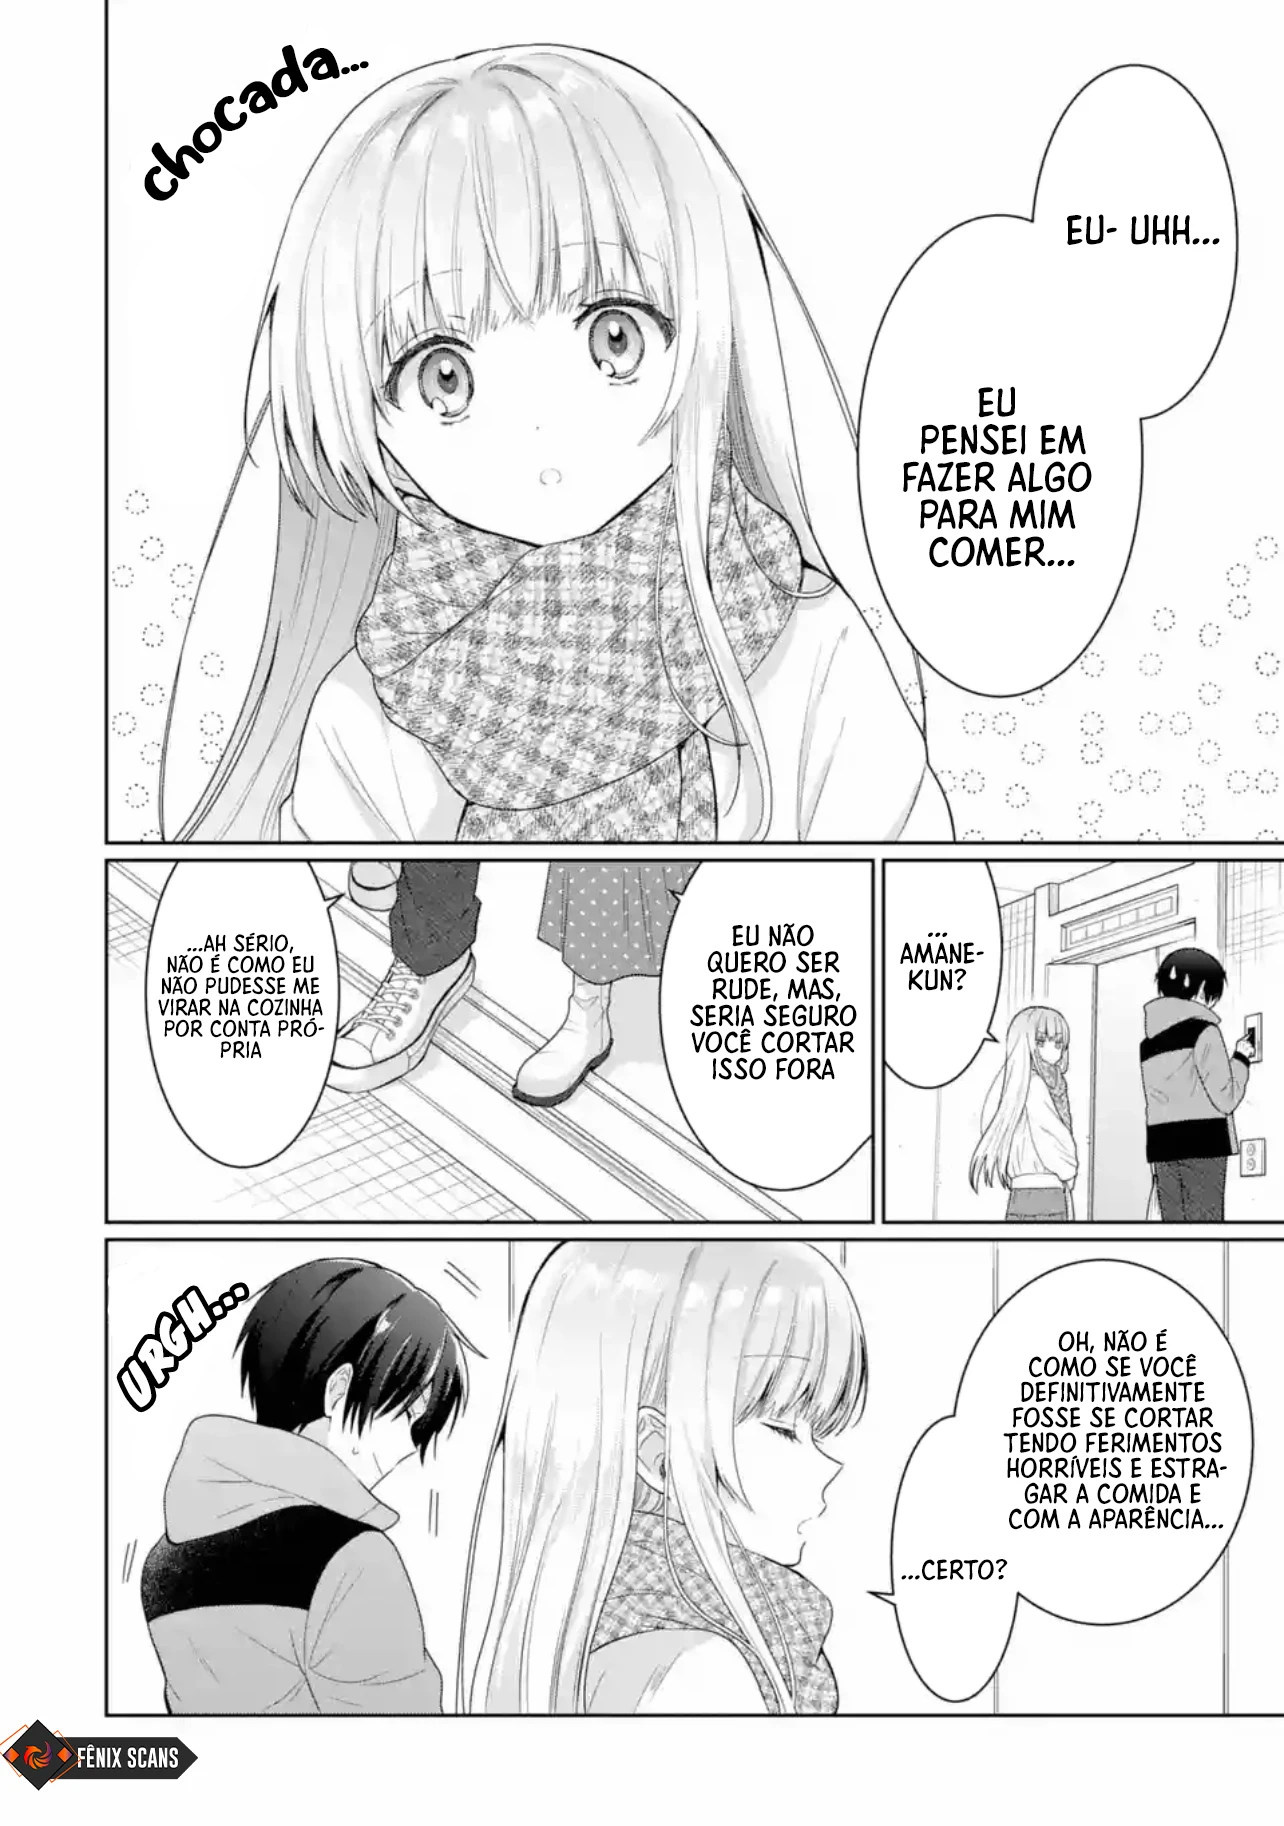 EU- UHH...
EU
PENSEI EM
FAZER ALGO
PARA MIM
COMER...
chocada...
...
AMANE-
KUN?
EU NÃO
QUERO SER
RUDE, MAS,
SERIA SEGURO
VOCÊ CORTAR
ISSO FORA
...AH SÉRIO,
NÃO É COMO EU
NÃO PUDESSE ME
VIRAR NA COZINHA
POR CONTA PRÓ-
PRIA
OH, NÃO É
COMO SE VOCÊ
DEFINITIVAMENTE
FOSSE SE CORTAR
TENDO FERIMENTOS
HORRÍVEIS E ESTRA-
GAR A COMIDA E
COM A APARÊNCIA...
...CERTO?
URGH...
FÊNIX SCANS